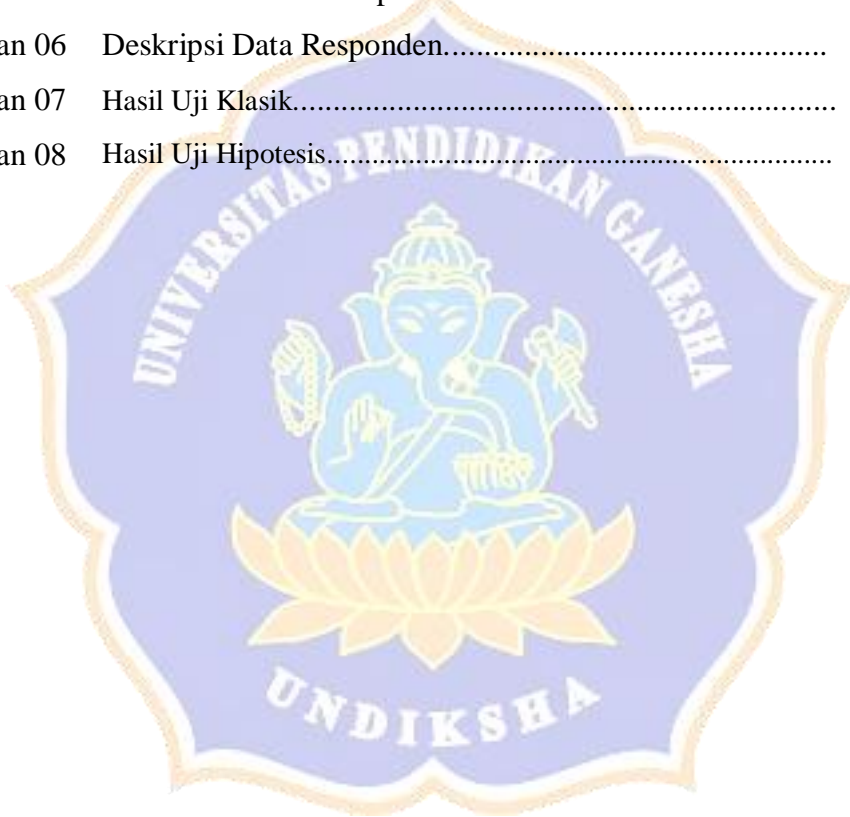 an 06 Deskripsi Data Responden..............................................
an 07 Hasil Uji Klasik..................................................................
an 08 Hasil Uji Hipotesis.............................................................
UNIVERSITAS PENDIDIKAN GANESHA
UNDIKSHA